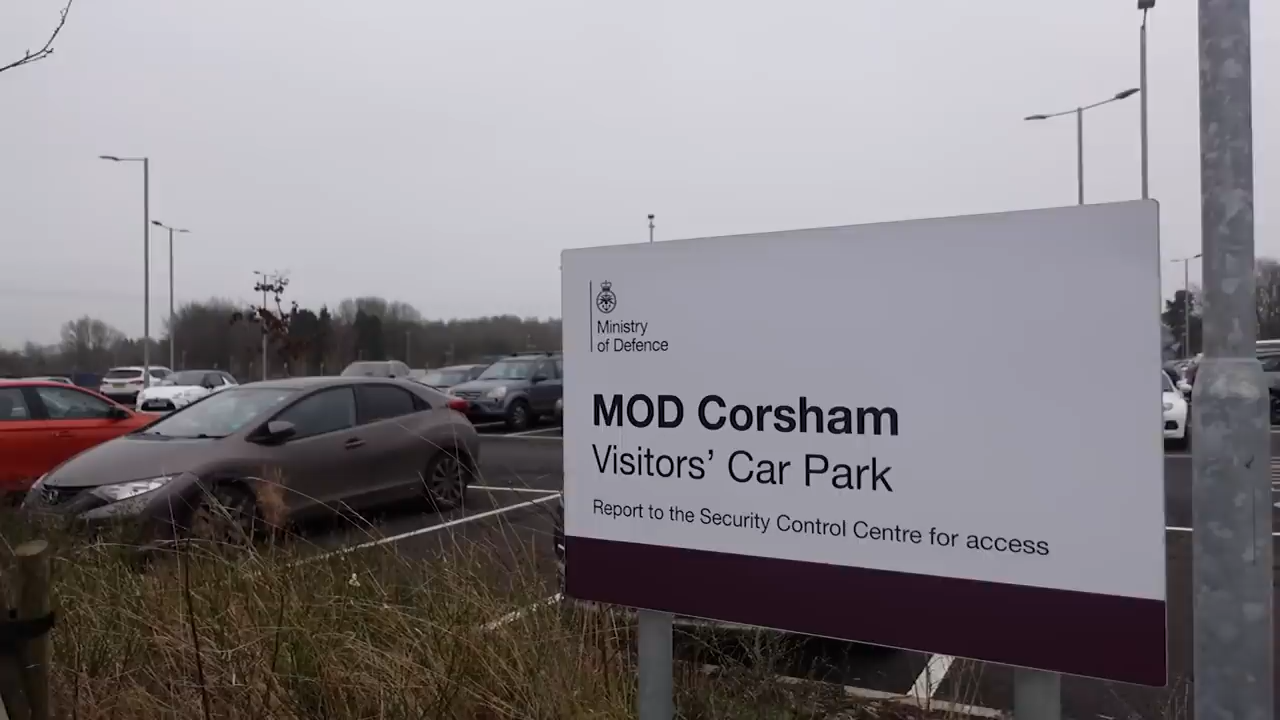 Ministry
of Defence
MOD Corsham
Visitors’ Car Park
Report to the Security Control Centre for access